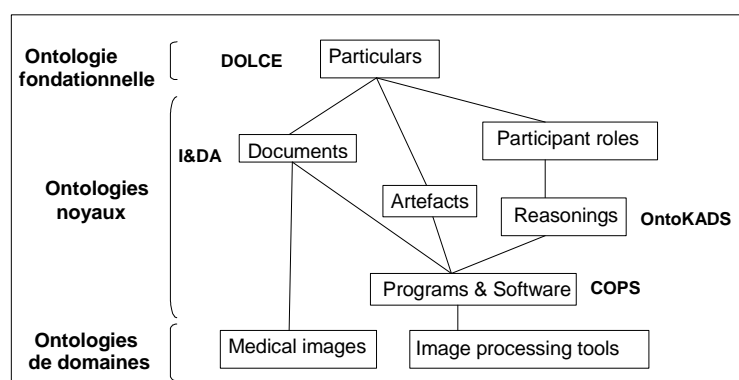 Ontologie
fondationnelle
DOLCE
Particulars
Ontologies
noyaux
I&DA
Documents
Participant roles
Artefacts
Reasonings
OntoKADS
Programs & Software
COPS
Ontologies
de domaines
Medical images
Image processing tools